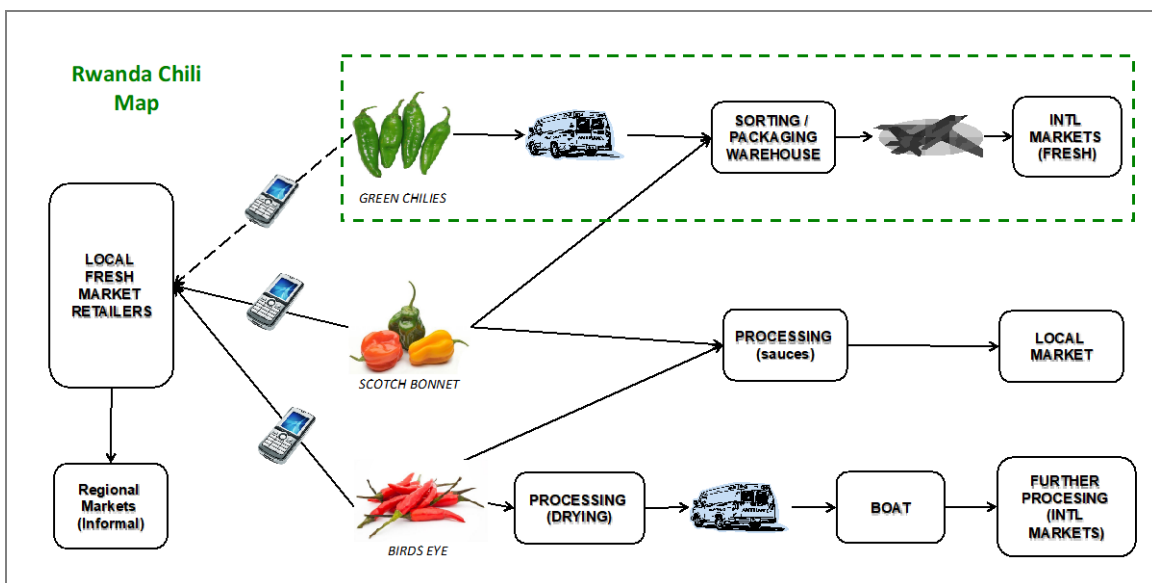 Rwanda Chili
Map
GREEN CHILIES
SORTING /
PACKAGING
WAREHOUSE
INTL
MARKETS
(FRESH)
LOCAL
FRESH
MARKET
RETAILERS
SCOTCH BONNET
PROCESSING
(sauces)
LOCAL
MARKET
Regional
Markets
(Informal)
BIRDS EYE
PROCESSING
(DRYING)
BOAT
FURTHER
PROCESING
(INTL
MARKETS)